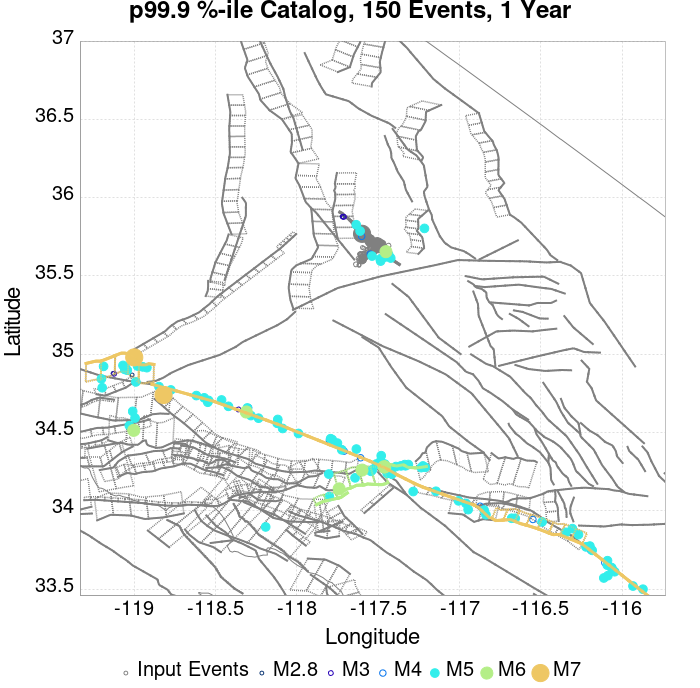 p99.9 %-ile Catalog, 150 Events, 1 Year
37
36.5
36
35.5
35
34.5
34
33.5
Latitude
-119 -118.5 -118 -117.5 -117 -116.5 -116
Longitude
Input Events M2.8 M3 M4 M5 M6 M7